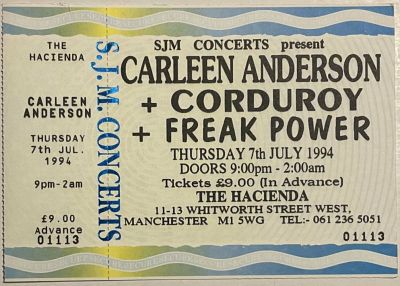 THE
HACIENDA
CARLEEN
ANDERSON
THURSDAY
7th JUL.
1994
9pm-2am
£9.00
Advance
01113
S.J.M. CONCERTS
SJM CONCERTS present
CARLEEN ANDERSON
+ CORDUROY
+ FREAK POWER
THURSDAY 7th JULY 1994
DOORS 9:00pm - 2:00am
Tickets £9.00 (In Advance)
THE HACIENDA
11-13 WHITWORTH STREET WEST,
MANCHESTER M1 5WG TEL:- 061 236 5051
01113